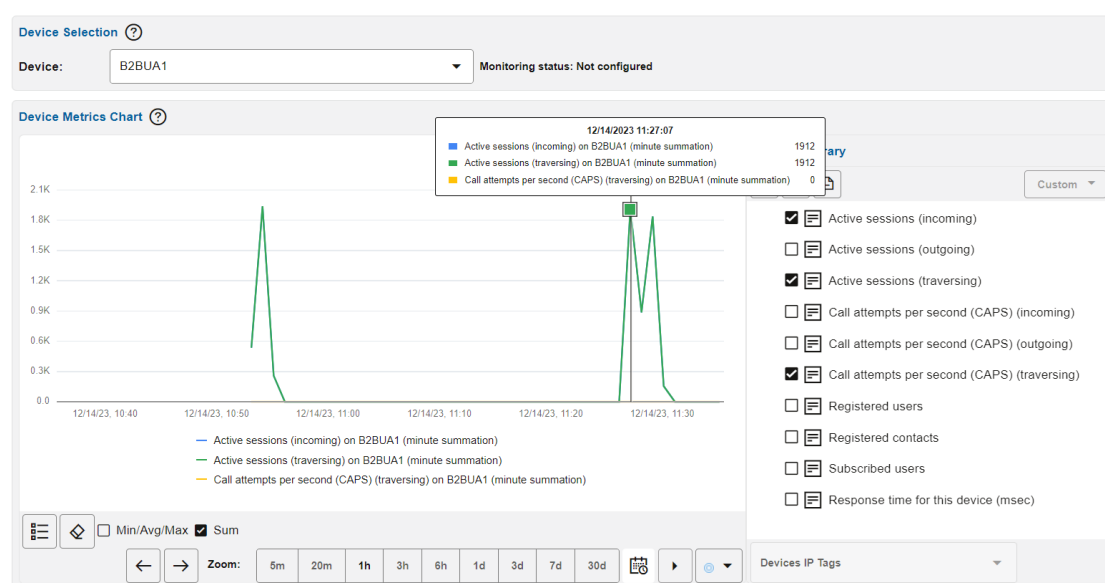 Device Selection ?
Device: B2BUA1 Monitoring status: Not configured
Device Metrics Chart ?
12/14/2023 11:27:07
Active sessions (incoming) on B2BUA1 (minute summation) 1912
Active sessions (traversing) on B2BUA1 (minute summation) 1912
Call attempts per second (CAPS) (traversing) on B2BUA1 (minute summation) 0
rary
Custom
2.1K
1.8K
1.5K
1.2K
0.9K
0.6K
0.3K
0.0
12/14/23, 10:40 12/14/23, 10:50 12/14/23, 11:00 12/14/23, 11:10 12/14/23, 11:20 12/14/23, 11:30
Active sessions (incoming) on B2BUA1 (minute summation)
Active sessions (traversing) on B2BUA1 (minute summation)
Call attempts per second (CAPS) (traversing) on B2BUA1 (minute summation)
Active sessions (incoming)
Active sessions (outgoing)
Active sessions (traversing)
Call attempts per second (CAPS) (incoming)
Call attempts per second (CAPS) (outgoing)
Call attempts per second (CAPS) (traversing)
Registered users
Registered contacts
Subscribed users
Response time for this device (msec)
Min/Avg/Max Sum
Zoom: 5m 20m 1h 3h 6h 1d 3d 7d 30d
Devices IP Tags